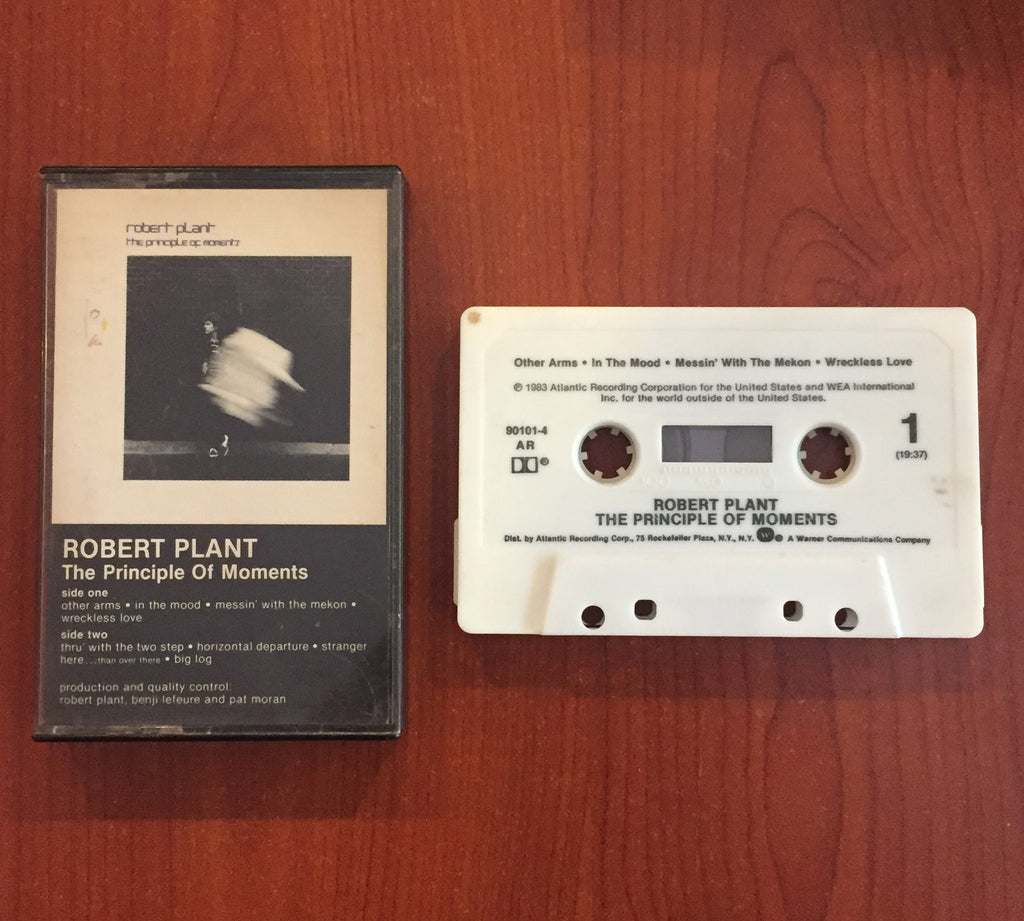 robert plant
the principle of moments
ROBERT PLANT
The Principle Of Moments
side one
other arms • in the mood • messin' with the mekon •
wreckless love
side two
thru' with the two step • horizontal departure • stranger
here...than over there • big log
production and quality control:
robert plant, benji lefevre and pat moran
Other Arms • In The Mood • Messin' With The Mekon • Wreckless Love
℗ 1983 Atlantic Recording Corporation for the United States and WEA International
Inc. for the world outside of the United States.
90101-4
AR
1
(19:37)
ROBERT PLANT
THE PRINCIPLE OF MOMENTS
Dist. by Atlantic Recording Corp., 75 Rockefeller Plaza, N.Y., N.Y. W ® A Warner Communications Company